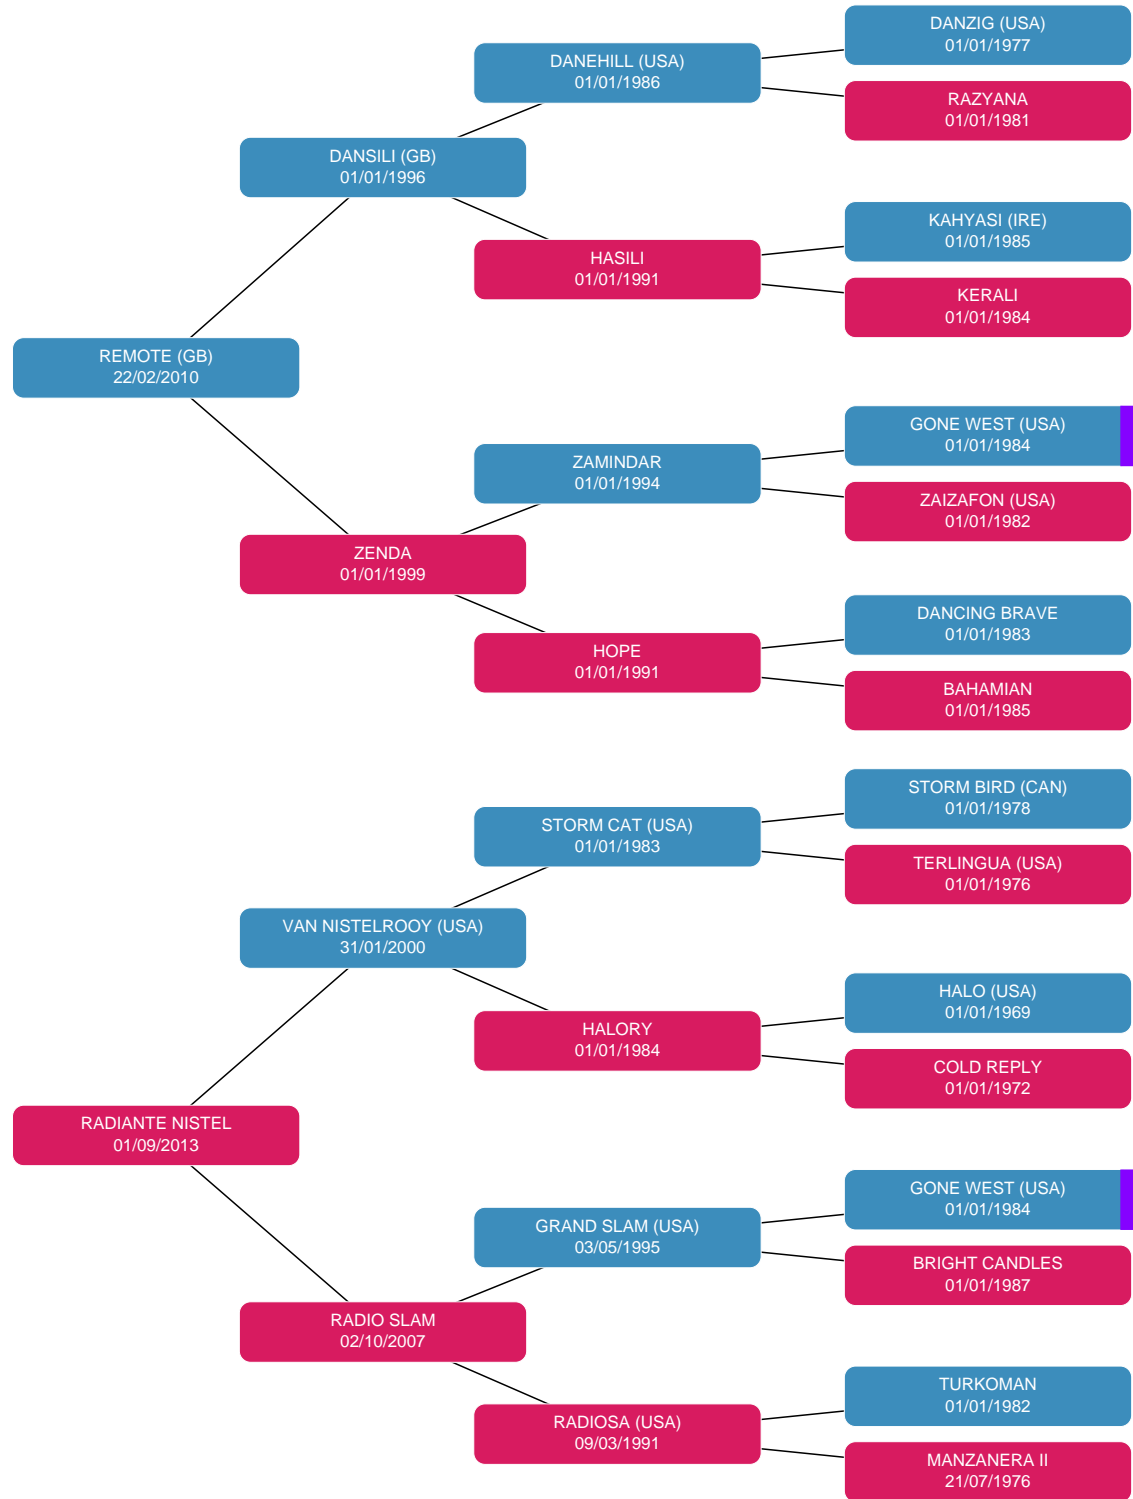 DANZIG (USA)
01/01/1977
DANEHILL (USA)
01/01/1986
RAZYANA
01/01/1981
DANSILI (GB)
01/01/1996
KAHYASI (IRE)
01/01/1985
HASILI
01/01/1991
KERALI
01/01/1984
REMOTE (GB)
22/02/2010
GONE WEST (USA)
01/01/1984
ZAMINDAR
01/01/1994
ZAIZAFON (USA)
01/01/1982
ZENDA
01/01/1999
DANCING BRAVE
01/01/1983
HOPE
01/01/1991
BAHAMIAN
01/01/1985
STORM BIRD (CAN)
01/01/1978
STORM CAT (USA)
01/01/1983
TERLINGUA (USA)
01/01/1976
VAN NISTELROOY (USA)
31/01/2000
HALO (USA)
01/01/1969
HALORY
01/01/1984
COLD REPLY
01/01/1972
RADIANTE NISTEL
01/09/2013
GONE WEST (USA)
01/01/1984
GRAND SLAM (USA)
03/05/1995
BRIGHT CANDLES
01/01/1987
RADIO SLAM
02/10/2007
TURKOMAN
01/01/1982
RADIOSA (USA)
09/03/1991
MANZANERA II
21/07/1976